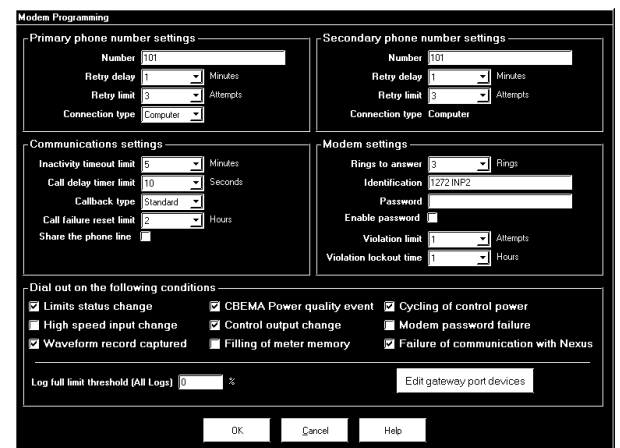 Modem Programming
Primary phone number settings
Number 101
Retry delay 1 Minutes
Retry limit 3 Attempts
Connection type Computer
Secondary phone number settings
Number 101
Retry delay 1 Minutes
Retry limit 3 Attempts
Connection type Computer
Communications settings
Inactivity timeout limit 5 Minutes
Call delay timer limit 10 Seconds
Callback type Standard
Call failure reset limit 2 Hours
Share the phone line
Modem settings
Rings to answer 3 Rings
Identification 1272 INP2
Password
Enable password
Violation limit 1 Attempts
Violation lockout time 1 Hours
Dial out on the following conditions
Limits status change CBEMA Power quality event Cycling of control power
High speed input change Control output change Modem password failure
Waveform record captured Filling of meter memory Failure of communication with Nexus
Log full limit threshold (All Logs) 0 % Edit gateway port devices
OK Cancel Help